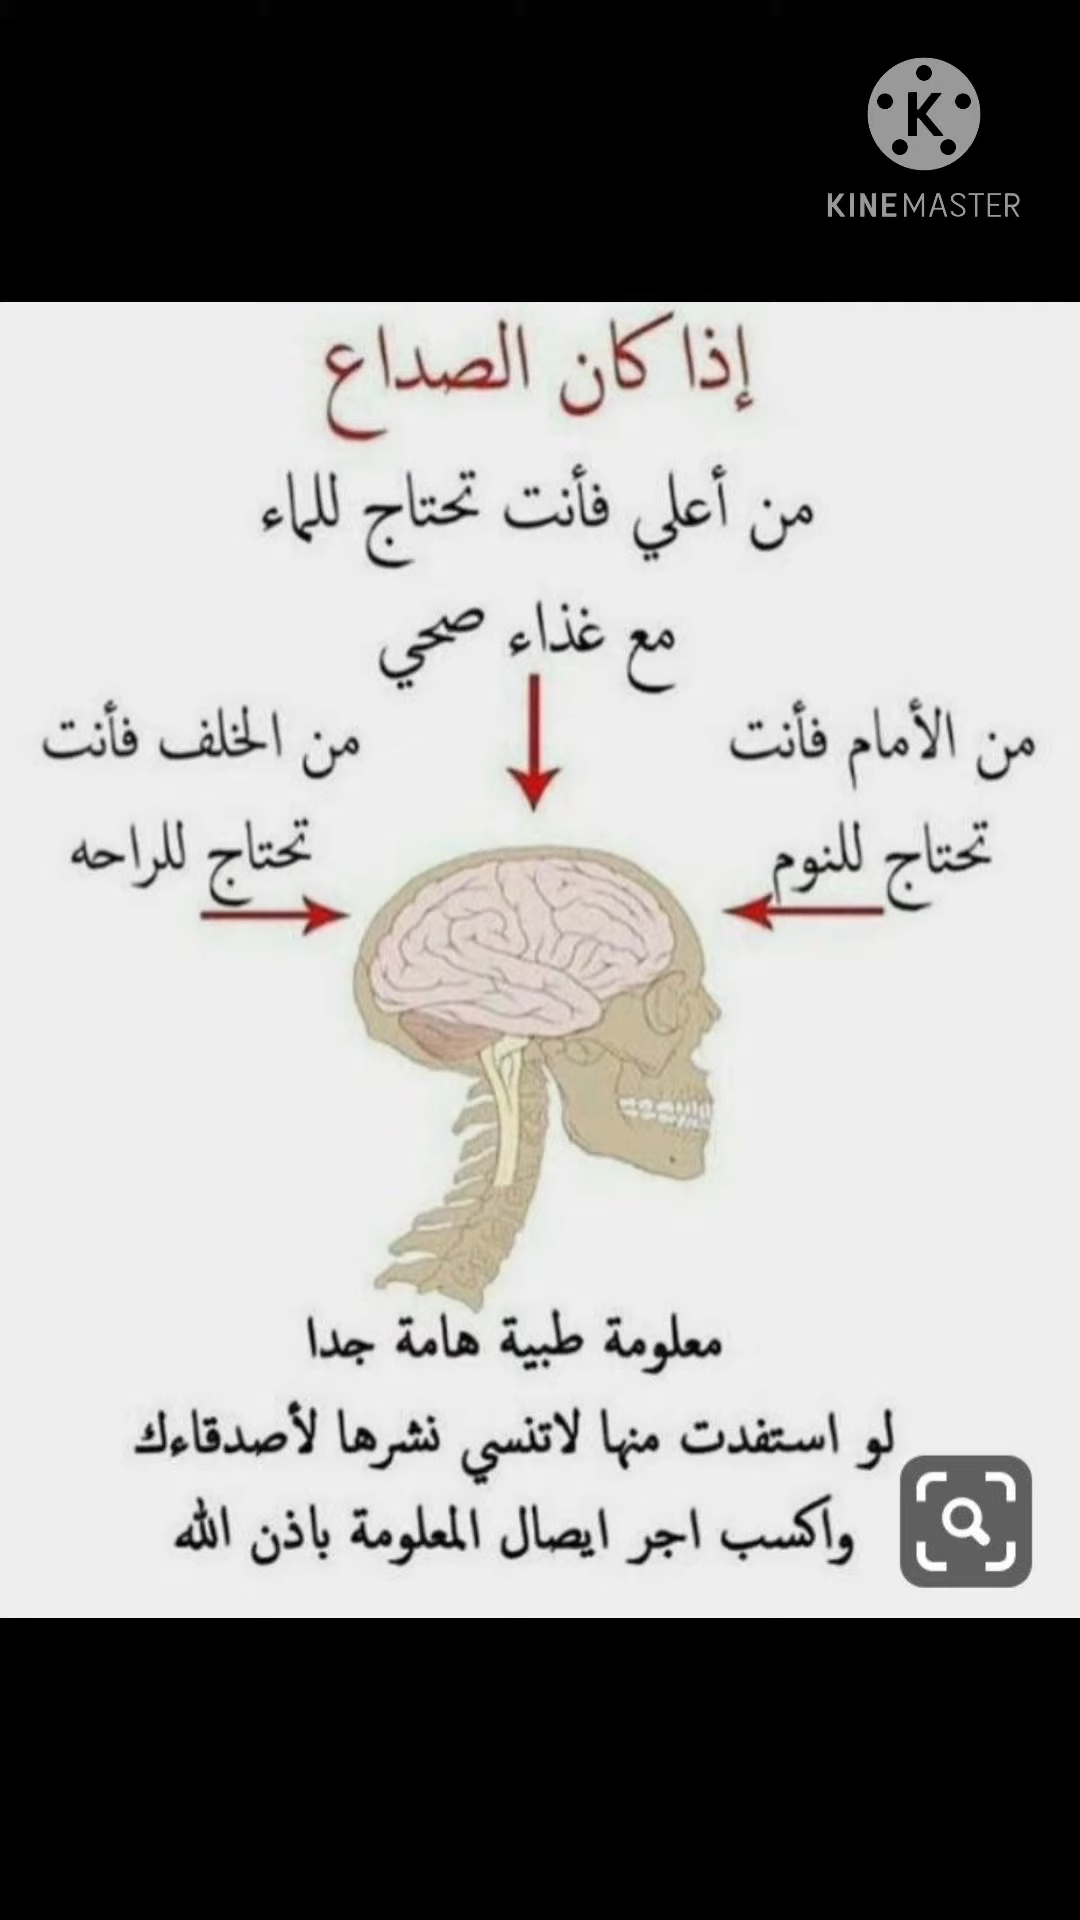 KINEMASTER
إذا كان الصداع
من أعلي فأنت تحتاج للماء
مع غذاء صحي
من الأمام فأنت
تحتاج للنوم
من الخلف فأنت
تحتاج للراحه
معلومة طبية هامة جدا
لو استفدت منها لاتنسي نشرها لأصدقاءك
واكسب اجر ايصال المعلومة باذن الله